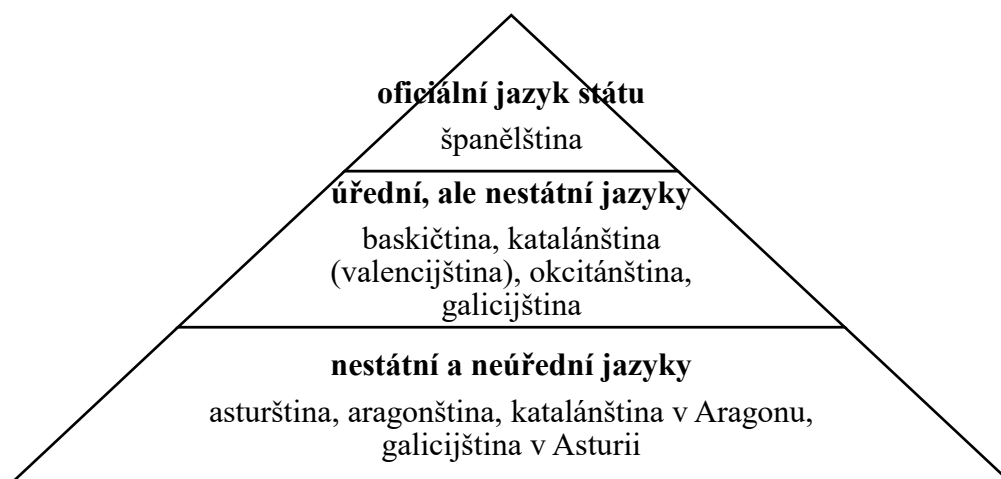 oficiální jazyk státu
španělština
úřední, ale nestátní jazyky
baskičtina, katalánština
(valencijština), okcitánština,
galicijština
nestátní a neúřední jazyky
asturština, aragonština, katalánština v Aragonu,
galicijština v Asturii